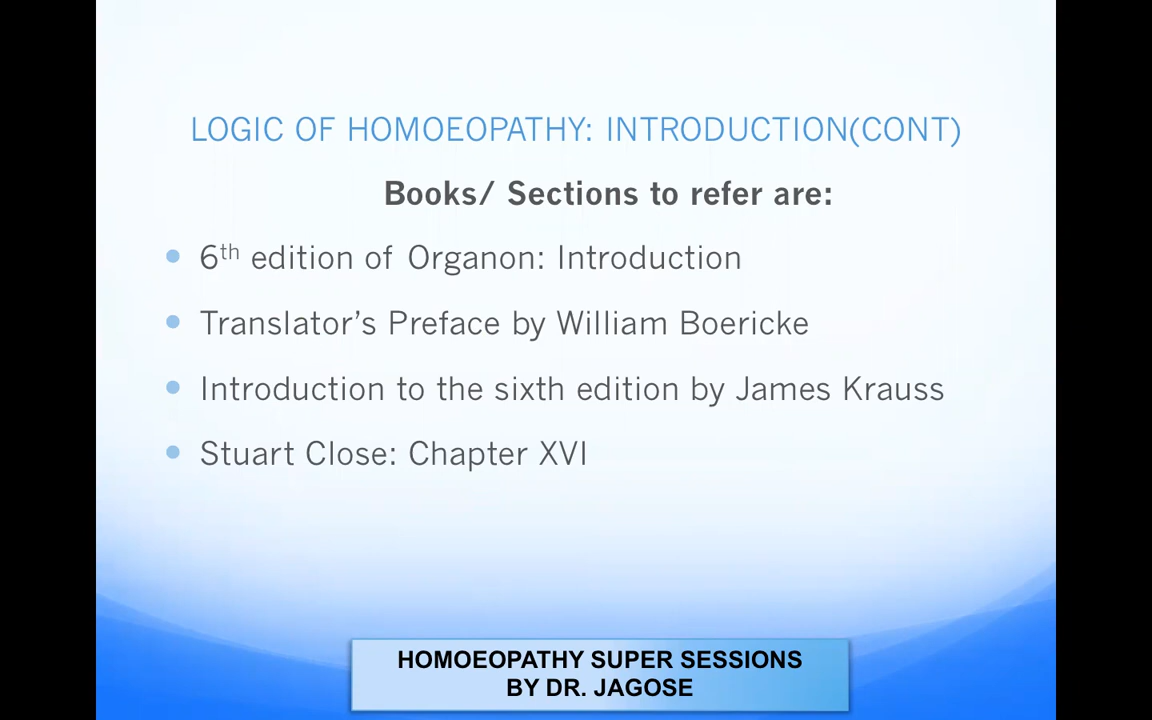 LOGIC OF HOMOEOPATHY: INTRODUCTION(CONT)
Books/ Sections to refer are:
6th edition of Organon: Introduction
Translator’s Preface by William Boericke
Introduction to the sixth edition by James Krauss
Stuart Close: Chapter XVI
HOMOEOPATHY SUPER SESSIONS
BY DR. JAGOSE